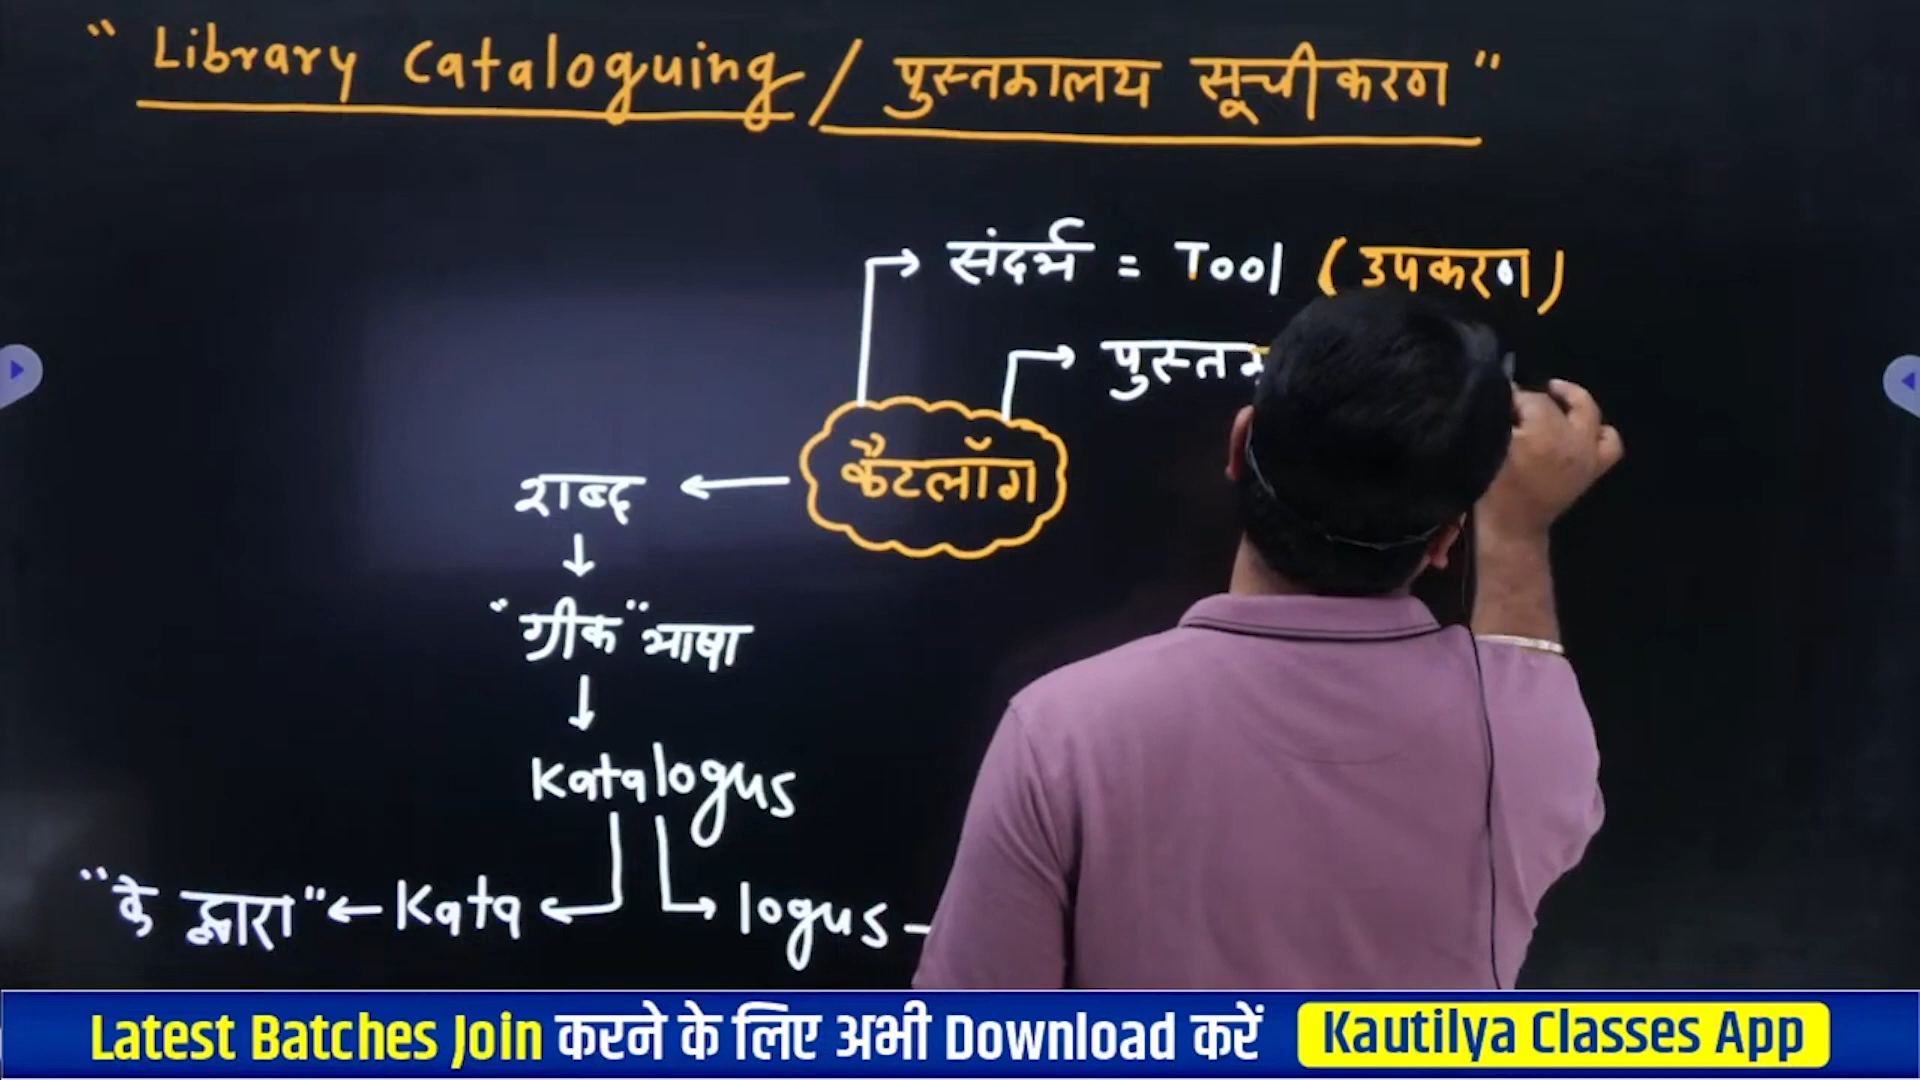 “Library Cataloguing / पुस्तकालय सूचीकरण”
संदर्भ = Tool (उपकरण)
कैटलॉग
शब्द
“ग्रीक” भाषा
Katalogus
“के द्वारा” ← Kata
logus -
Latest Batches Join करने के लिए अभी Download करें Kautilya Classes App